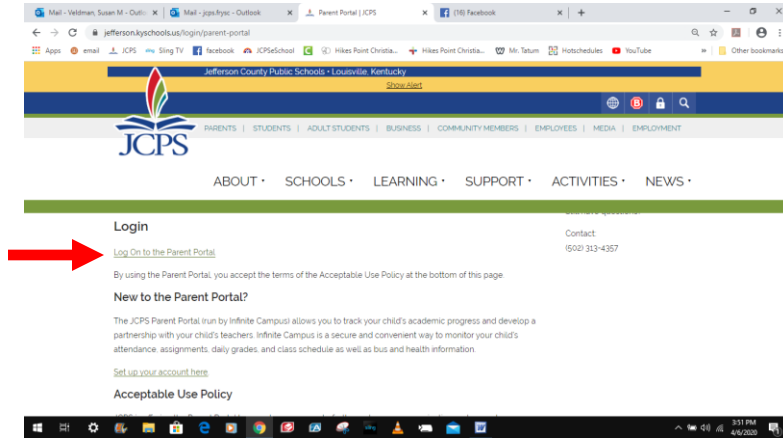 Mail - Veldman, Susan M - Outlo
Mail - jcps.frysc - Outlook
Parent Portal | JCPS
(16) Facebook
jefferson.kyschools.us/login/parent-portal
Apps
email
JCPS
Sling TV
facebook
JCPSeSchool
Hikes Point Christia...
Hikes Point Christia...
Mr. Tatum
Hotschedules
YouTube
Other bookmarks
Jefferson County Public Schools • Louisville, Kentucky
Show Alert
JCPS
PARENTS | STUDENTS | ADULT STUDENTS | BUSINESS | COMMUNITY MEMBERS | EMPLOYEES | MEDIA | EMPLOYMENT
ABOUT • SCHOOLS • LEARNING • SUPPORT • ACTIVITIES • NEWS •
Login
Contact:
(502) 313-4357
Log On to the Parent Portal
By using the Parent Portal, you accept the terms of the Acceptable Use Policy at the bottom of this page.
New to the Parent Portal?
The JCPS Parent Portal (run by Infinite Campus) allows you to track your child's academic progress and develop a
partnership with your child's teachers. Infinite Campus is a secure and convenient way to monitor your child's
attendance, assignments, daily grades, and class schedule as well as bus and health information.
Set up your account here.
Acceptable Use Policy
3:51 PM
4/6/2020